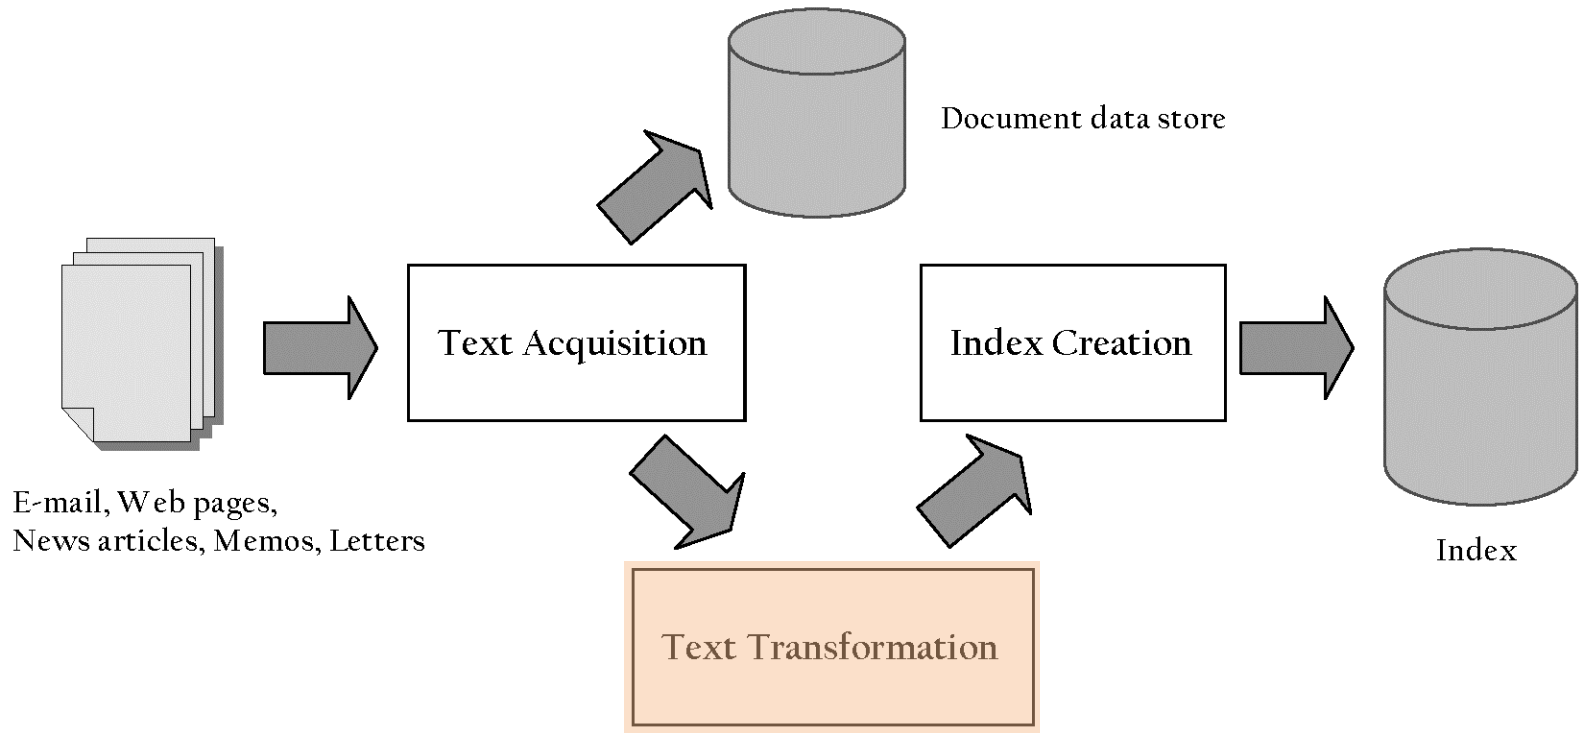 Document data store
Text Acquisition
Index Creation
E-mail, Web pages,
News articles, Memos, Letters
Index
Text Transformation